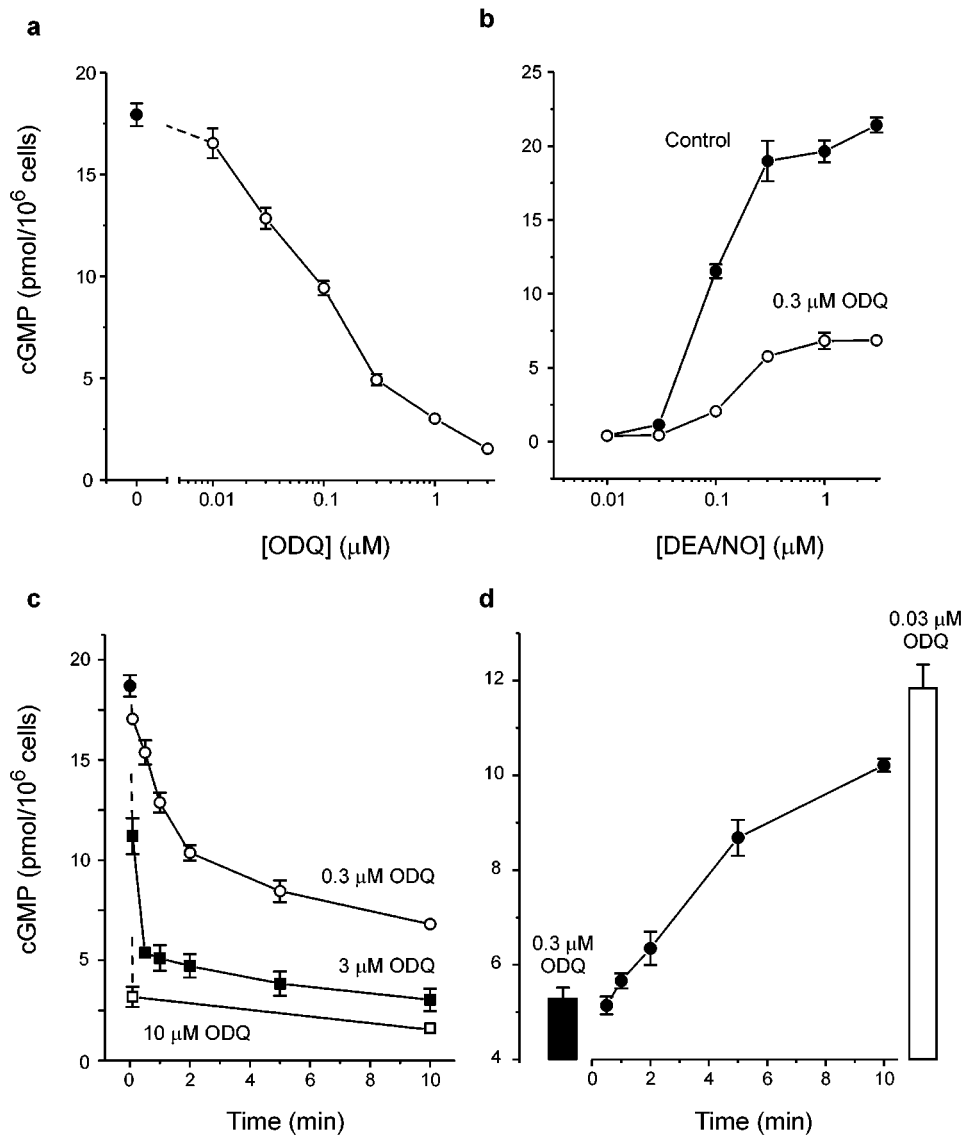 a
cGMP (pmol/10⁶ cells)
20
15
10
5
0
0
0.01
0.1
1
[ODQ] (μM)
b
25
20
15
10
5
0
Control
0.3 μM ODQ
0.01
0.1
1
[DEA/NO] (μM)
c
cGMP (pmol/10⁶ cells)
20
15
10
5
0
0.3 μM ODQ
3 μM ODQ
10 μM ODQ
0
2
4
6
8
10
Time (min)
d
12
10
8
6
4
0.3 μM
ODQ
0.03 μM
ODQ
0
2
4
6
8
10
Time (min)